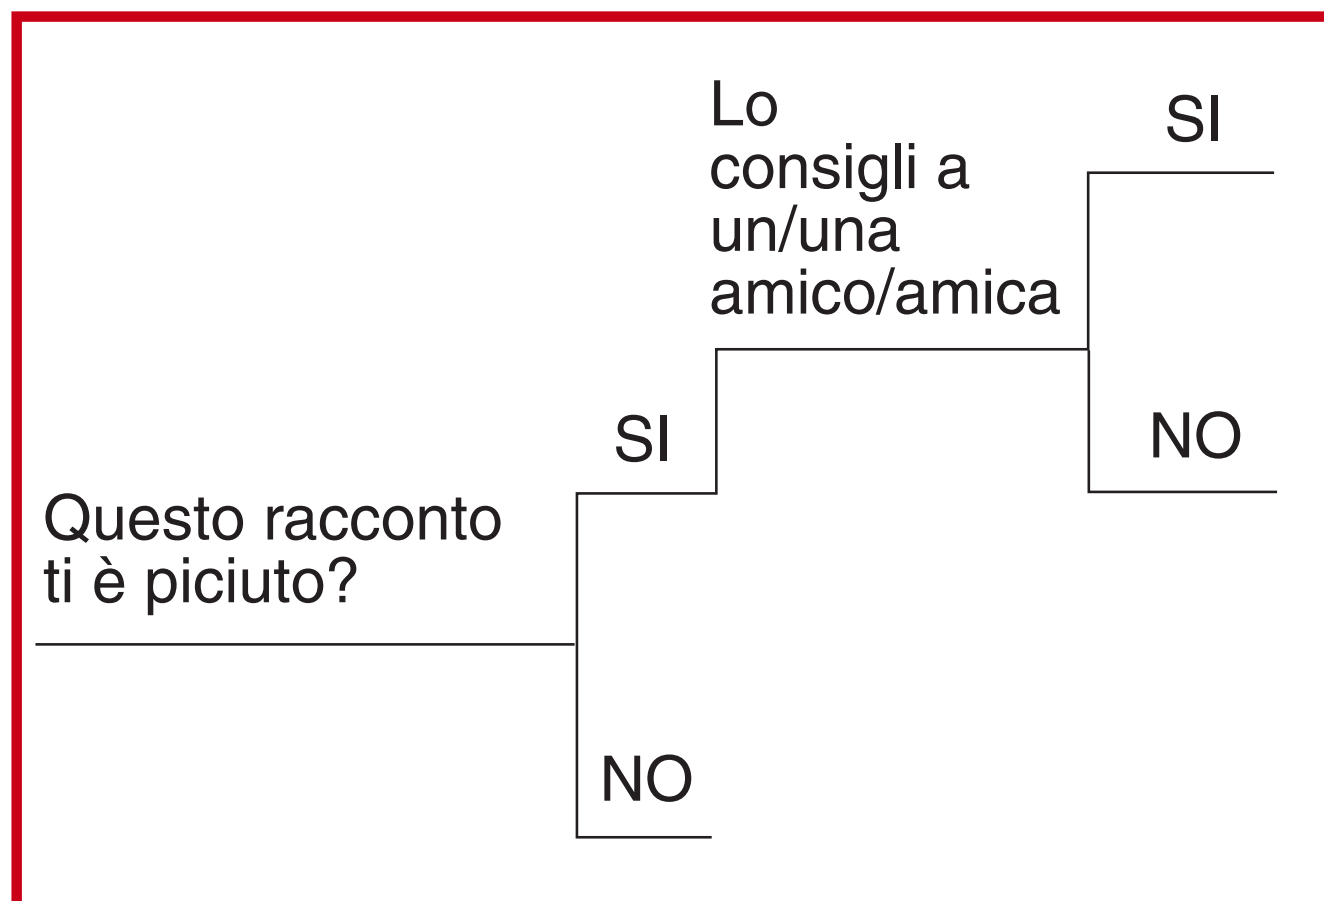 Questo racconto
ti è piciuto?
SI
NO
Lo
consigli a
un/una
amico/amica
SI
NO